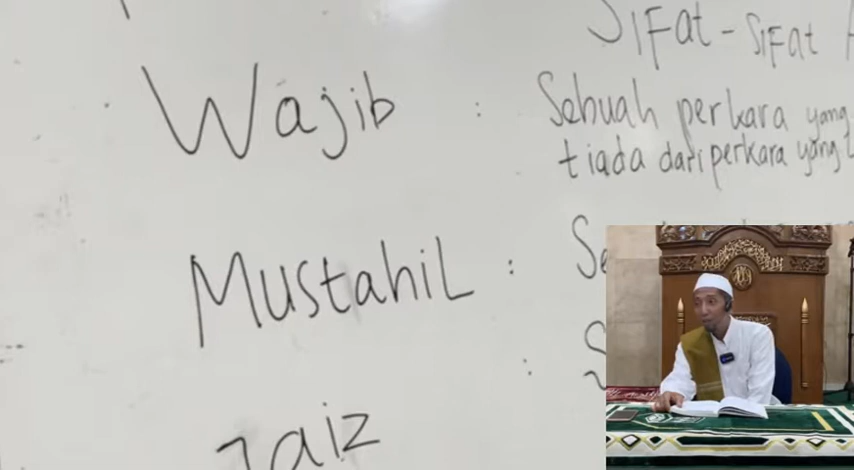 Sifat-sifat
Wajib : Sebuah perkara yang
tiada dari perkara yang
Mustahil :
Jaiz :